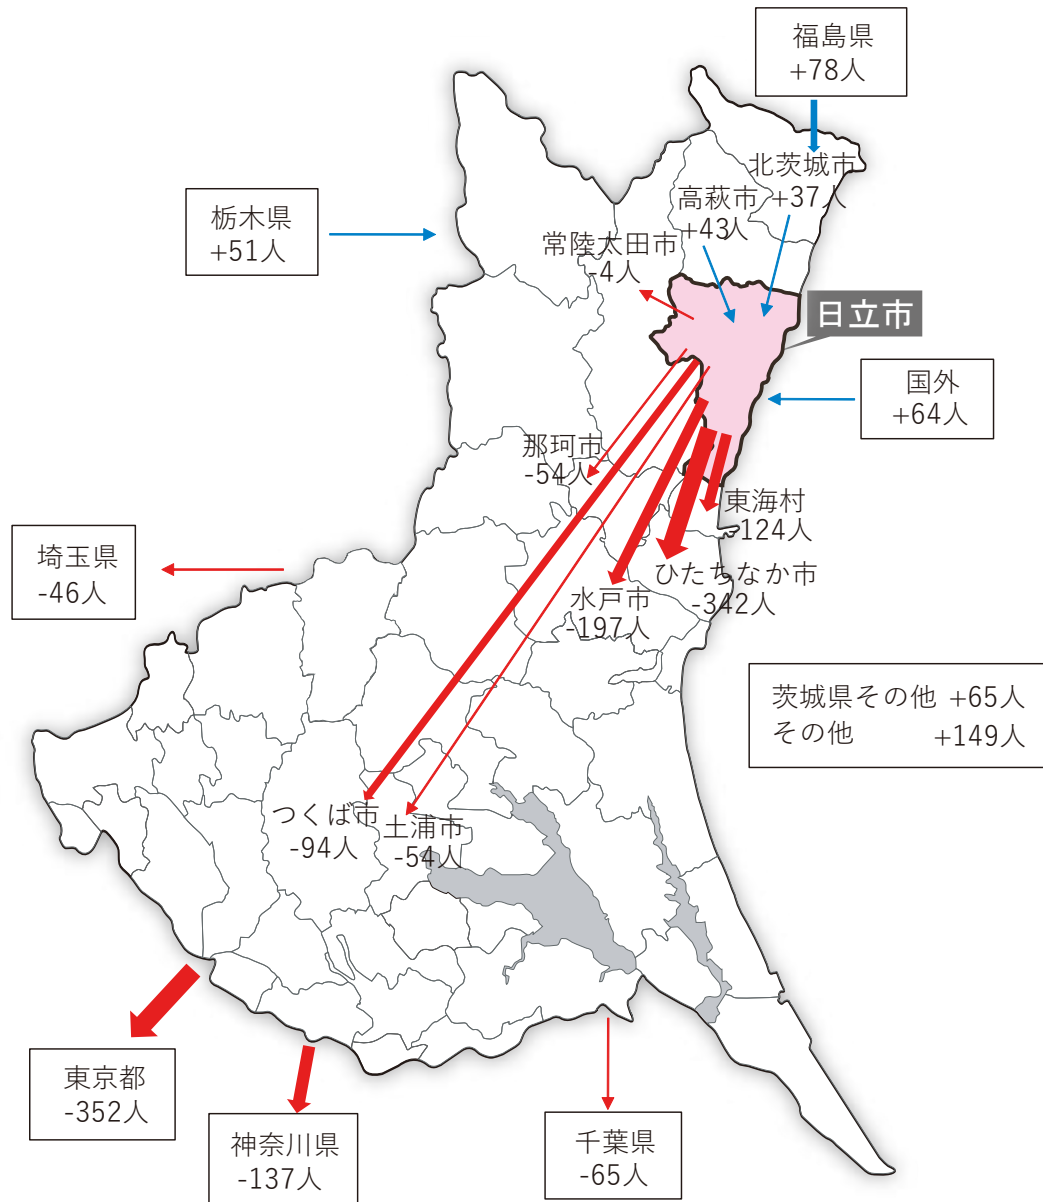 福島県
+78人
北茨城市
+37人
高萩市
+43人
栃木県
+51人
常陸太田市
-4人
日立市
国外
+64人
那珂市
-54人
東海村
-124人
埼玉県
-46人
ひたちなか市
-342人
水戸市
-197人
茨城県その他 +65人
その他 +149人
つくば市
-94人
土浦市
-54人
東京都
-352人
神奈川県
-137人
千葉県
-65人